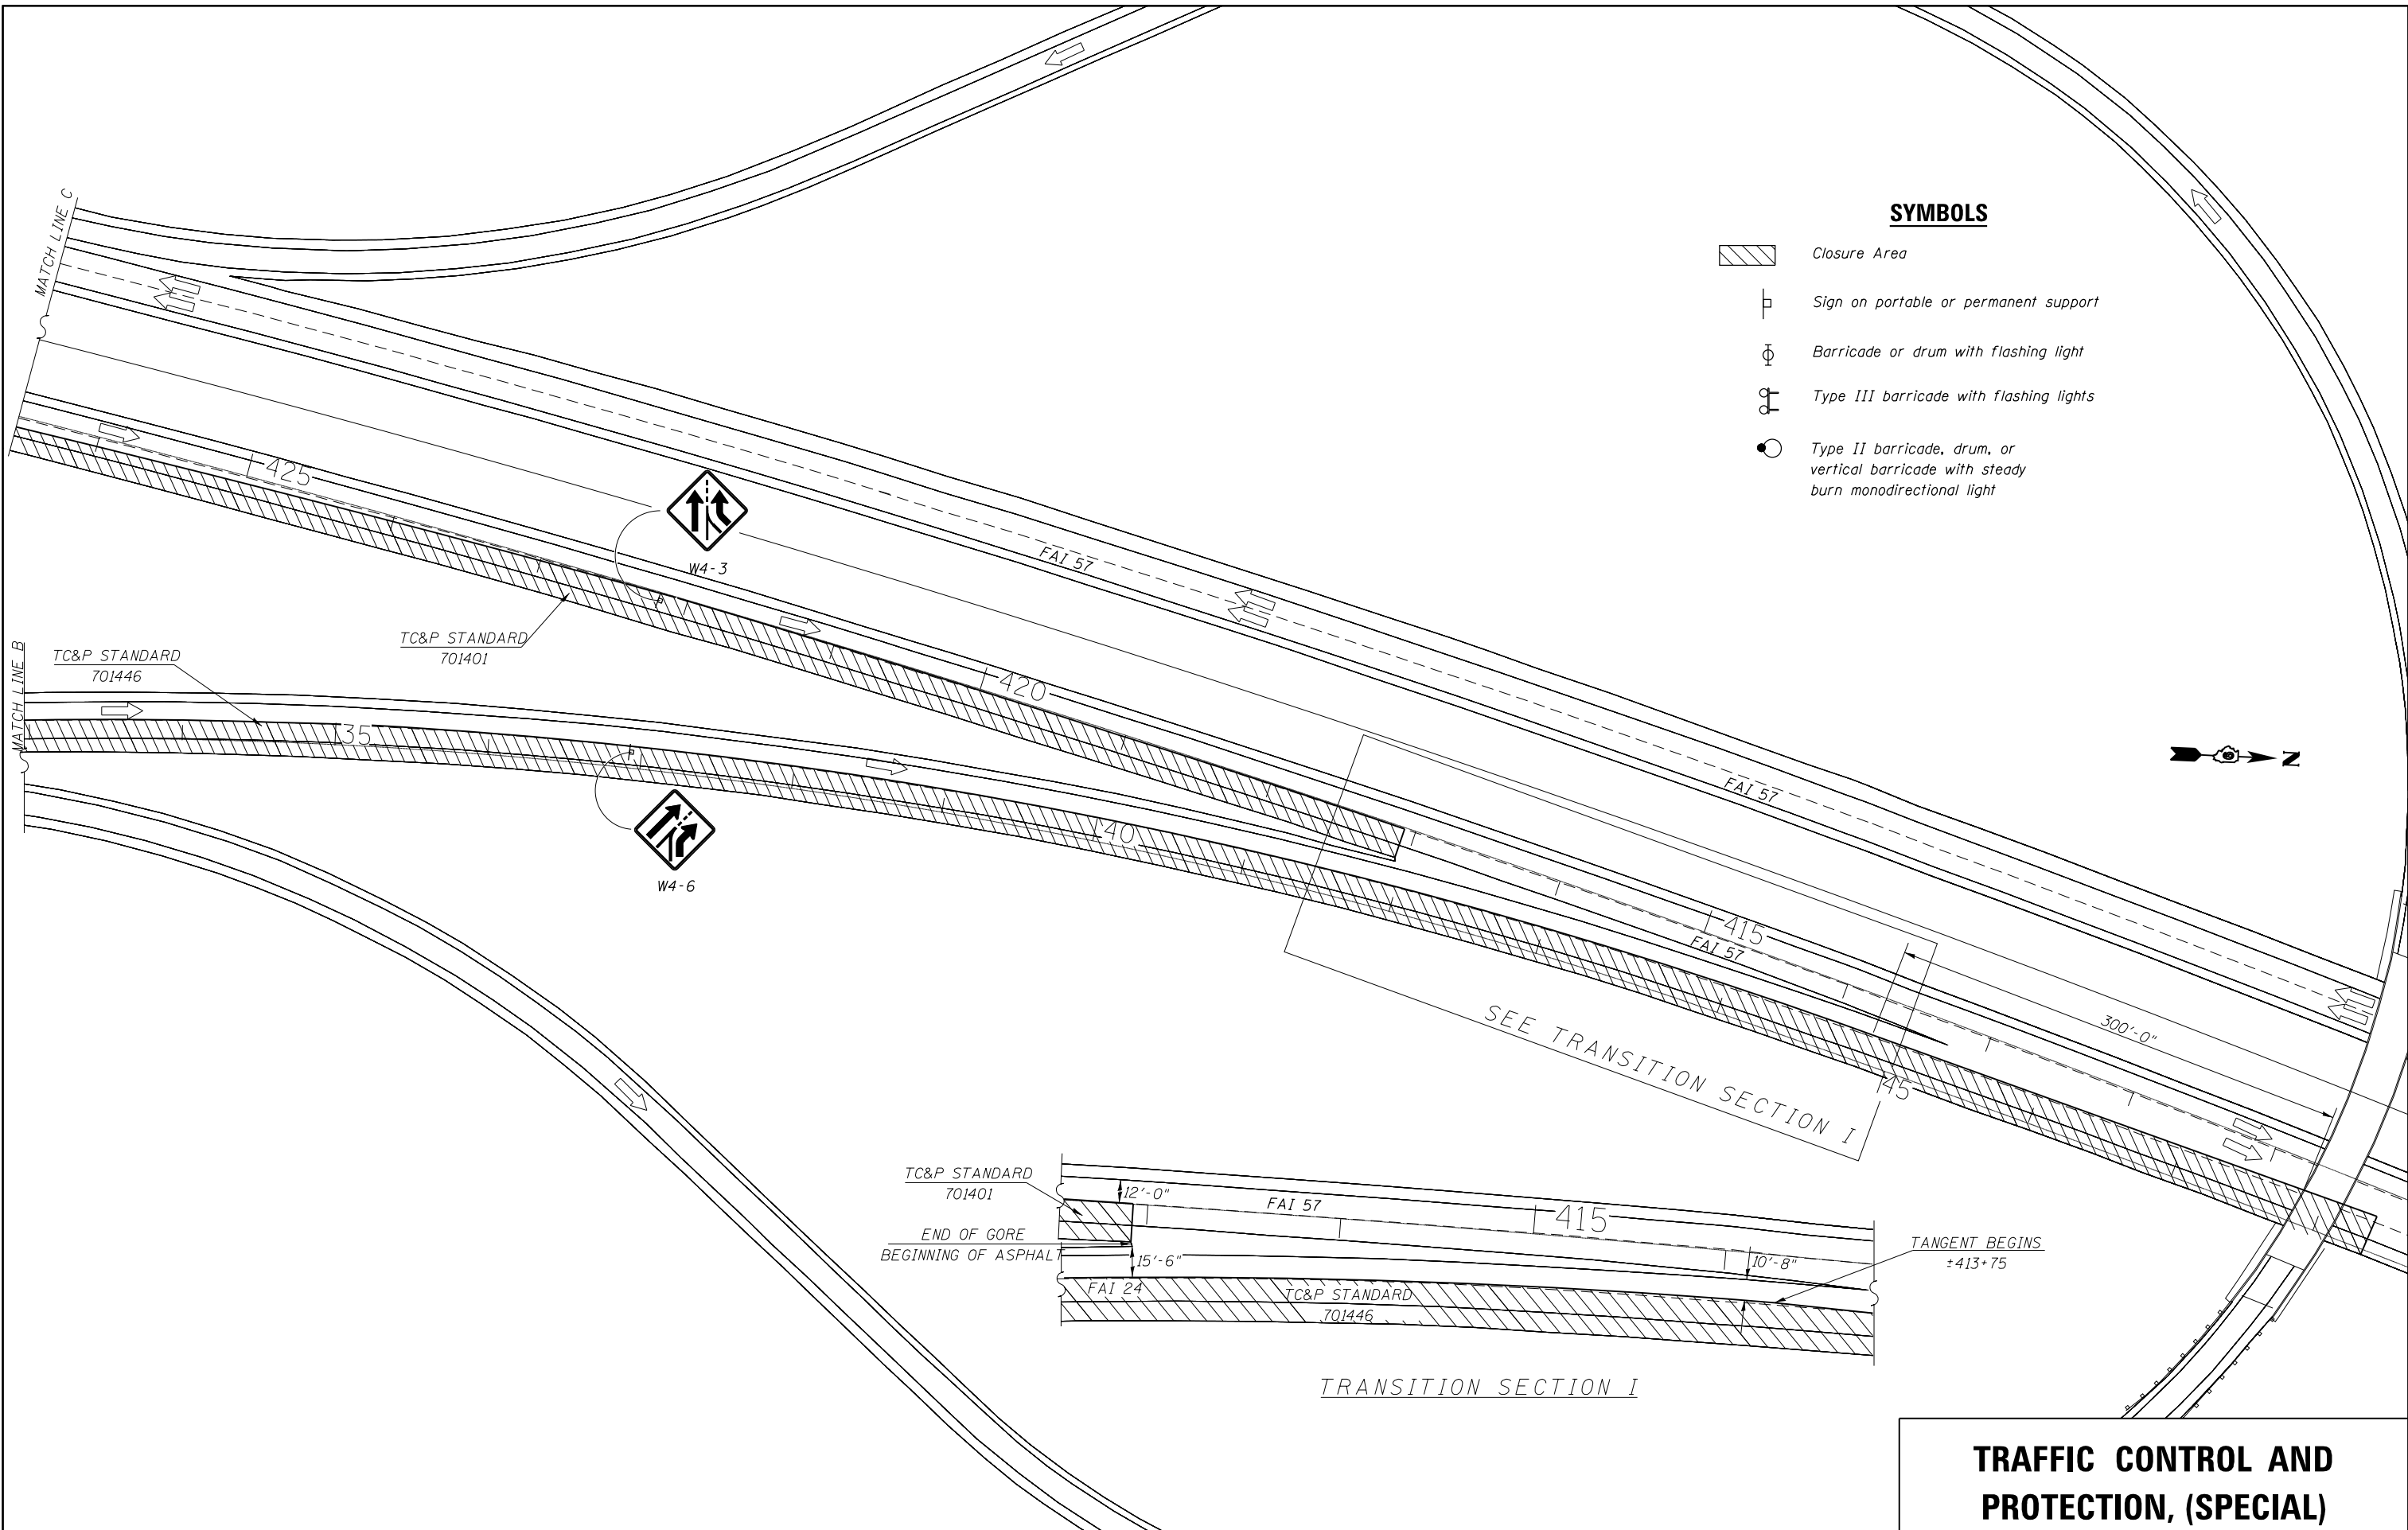 SYMBOLS
Closure Area
Sign on portable or permanent support
Barricade or drum with flashing light
Type III barricade with flashing lights
Type II barricade, drum, or
vertical barricade with steady
burn monodirectional light
MATCH LINE C
425
W4-3
FAI 57
TC&P STANDARD
701401
MATCH LINE B
TC&P STANDARD
701446
420
35
W4-6
40
FAI 57
N
415
FAI 57
300'-0"
SEE TRANSITION SECTION I
45
TC&P STANDARD
701401
12'-0"
FAI 57
415
END OF GORE
BEGINNING OF ASPHALT
15'-6"
10'-8"
TANGENT BEGINS
±413+75
FAI 24
TC&P STANDARD
701446
TRANSITION SECTION I
TRAFFIC CONTROL AND
PROTECTION, (SPECIAL)